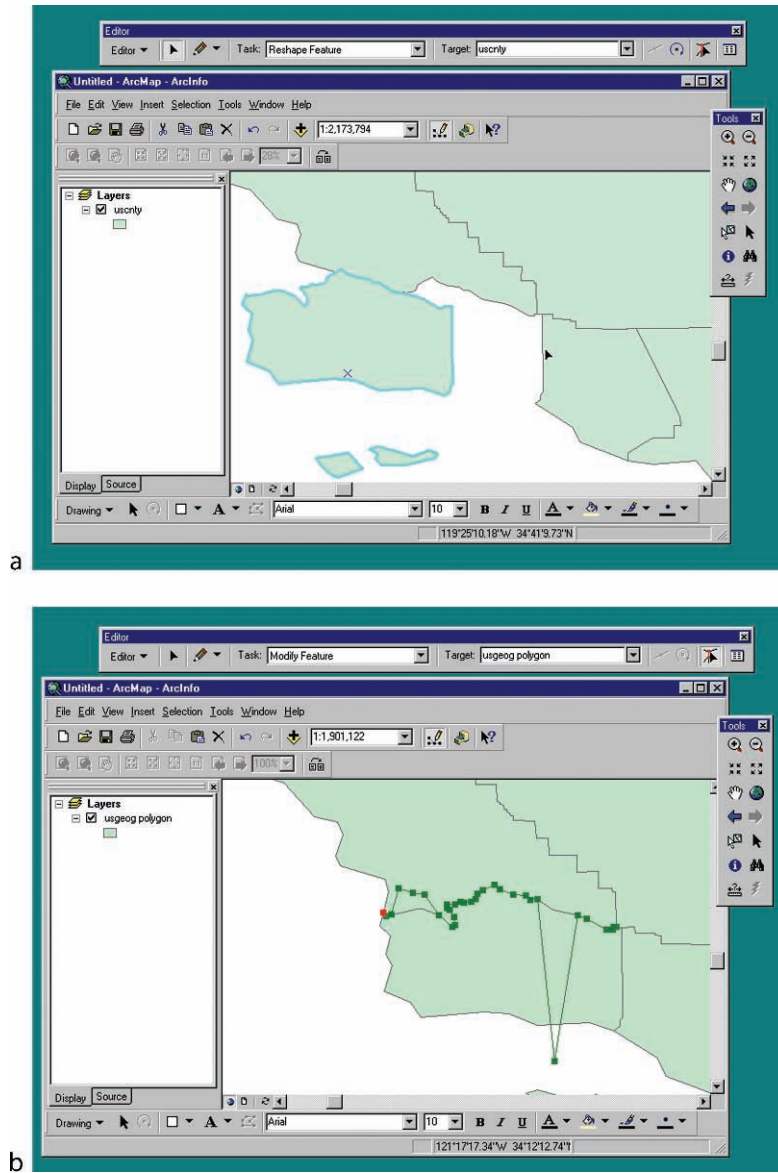 Editor
Editor Task: Reshape Feature Target: uscnty
Untitled - ArcMap - ArcInfo
File Edit View Insert Selection Tools Window Help
1:2,173,794
28%
Tools
Layers
uscnty
Display Source
Drawing A Arial 10 B I U A
119°25'10.18"W 34°41'9.73"N
a
Editor
Editor Task: Modify Feature Target: usgeog polygon
Untitled - ArcMap - ArcInfo
File Edit View Insert Selection Tools Window Help
1:1,901,122
100%
Tools
Layers
usgeog polygon
Display Source
Drawing A Arial 10 B I U A
121°17'17.34"W 34°12'12.74"
b